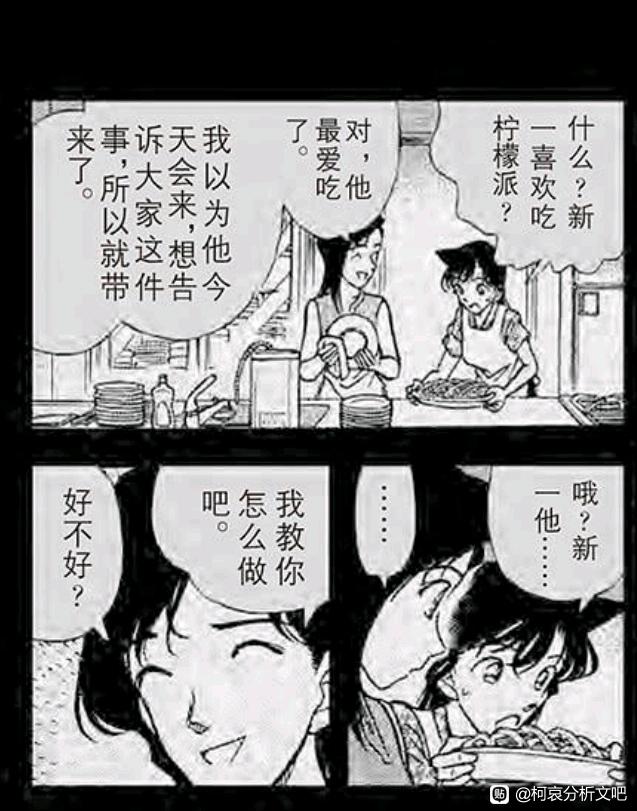 什么?新
一喜欢吃
柠檬派?
对,他
最爱吃
了。
我以为他今
天会来,想告
诉大家这件
事,所以就带
来了。
哦?新
一他……
……
我教你
怎么做
吧。
好不好?
贴 @柯哀分析文吧